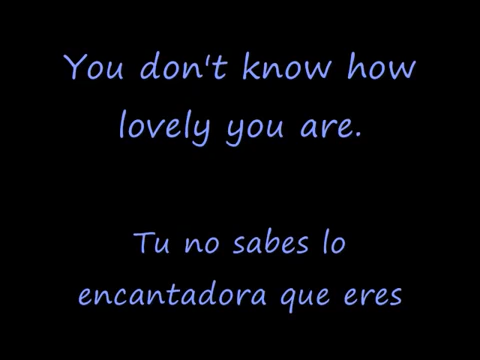 You don't know how
lovely you are.
Tu no sabes lo
encantadora que eres